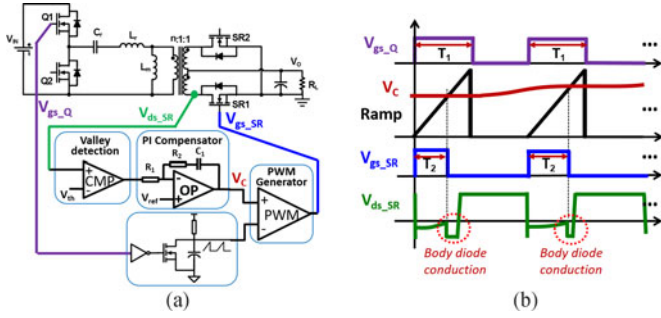 Q1
V_IN
Q2
C_r
L_r
L_m
n:1:1
SR2
V_O
R_L
SR1
V_gs_Q
V_ds_SR
V_gs_SR
Valley
detection
CMP
V_th
PI Compensator
R_1
R_2
C_1
OP
V_ref
V_C
PWM
Generator
PWM
(a)
V_gs_Q
T_1
T_1
...
V_C
Ramp
...
V_gs_SR
T_2
T_2
...
V_ds_SR
...
Body diode
conduction
Body diode
conduction
(b)